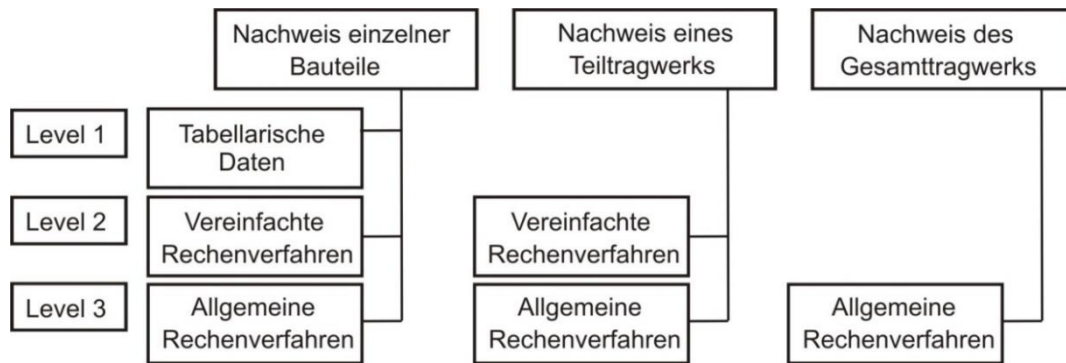 Nachweis einzelner
Bauteile
Nachweis eines
Teiltragwerks
Nachweis des
Gesamttragwerks
Level 1
Tabellarische
Daten
Level 2
Vereinfachte
Rechenverfahren
Vereinfachte
Rechenverfahren
Level 3
Allgemeine
Rechenverfahren
Allgemeine
Rechenverfahren
Allgemeine
Rechenverfahren